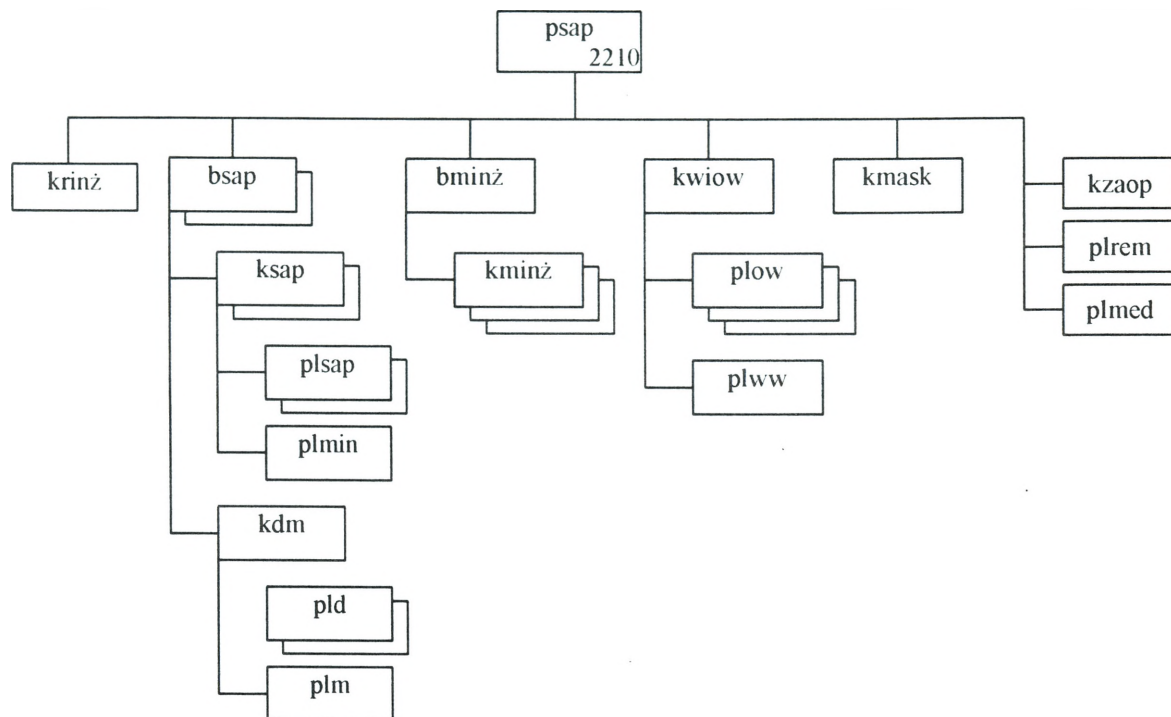 psap
2210
krinż
bsap
bminż
kwiow
kmask
kzaop
plrem
plmed
ksap
kminż
plow
plsap
plww
plmin
kdm
pld
plm